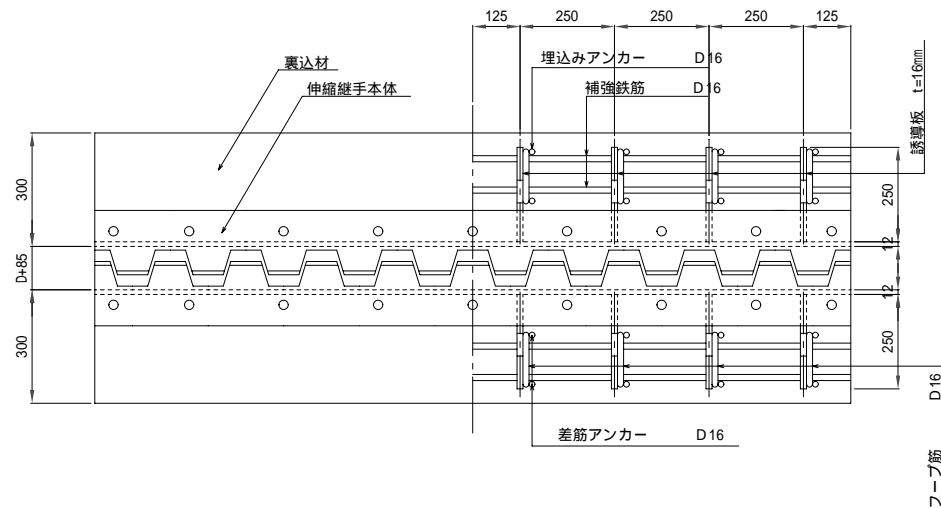 125 250 250 250 125
埋込みアンカー D16
裏込材
補強鉄筋 D16
伸縮継手本体
誘導板 t=16mm
300
D+85
300
250
12
12
250
差筋アンカー D16
フープ筋 D16